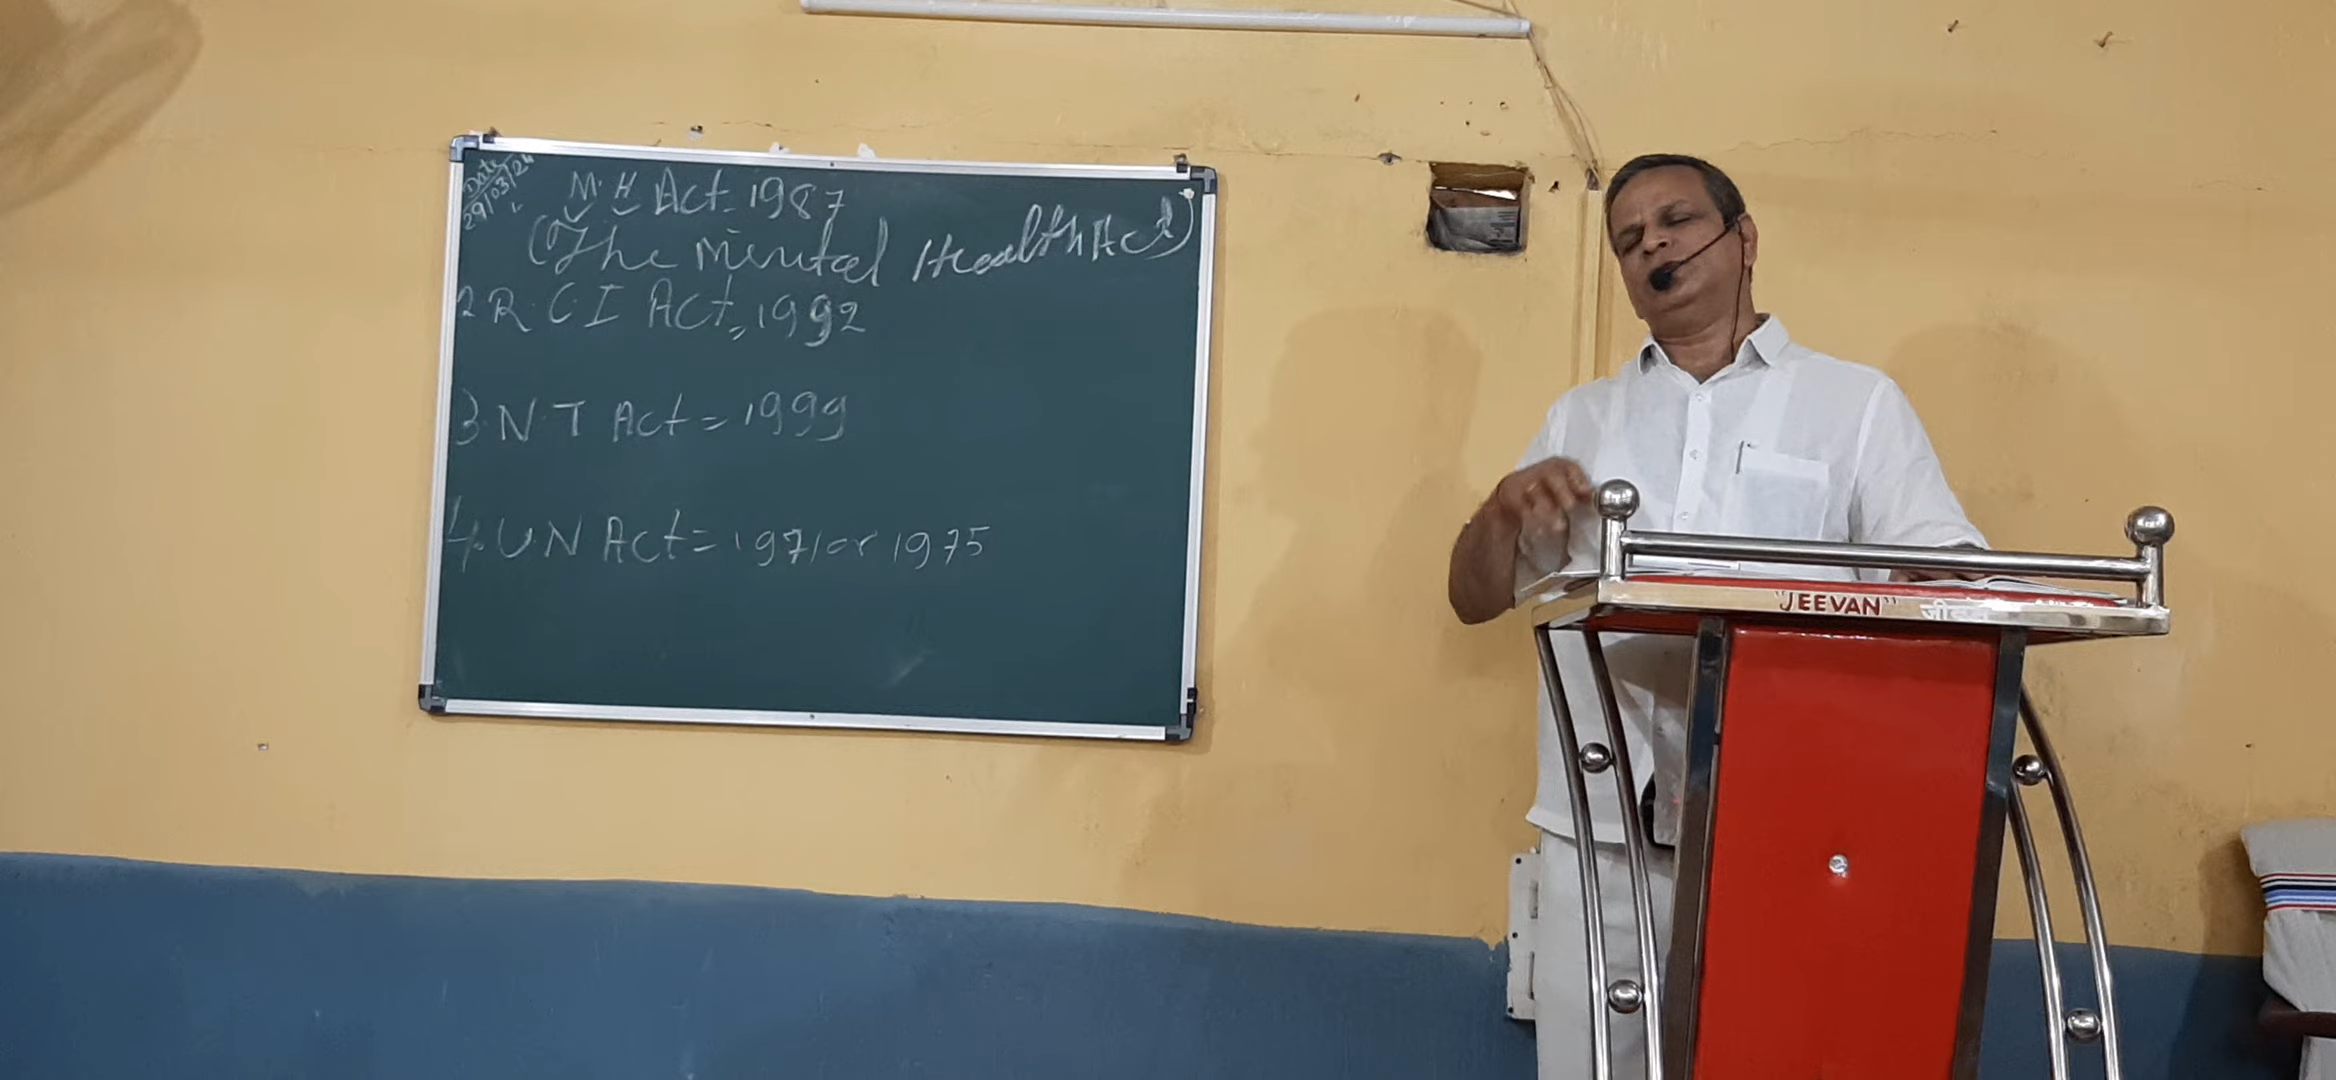 Date
29/03/24
M. H Act = 1987
(The Mental Health Act)
2 R. C. I Act = 1992
3. N. T Act = 1999
4. U. N Act = 1971 or 1975
"JEEVAN"